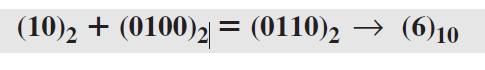 (10)₂ + (0100)₂ = (0110)₂ → (6)₁₀